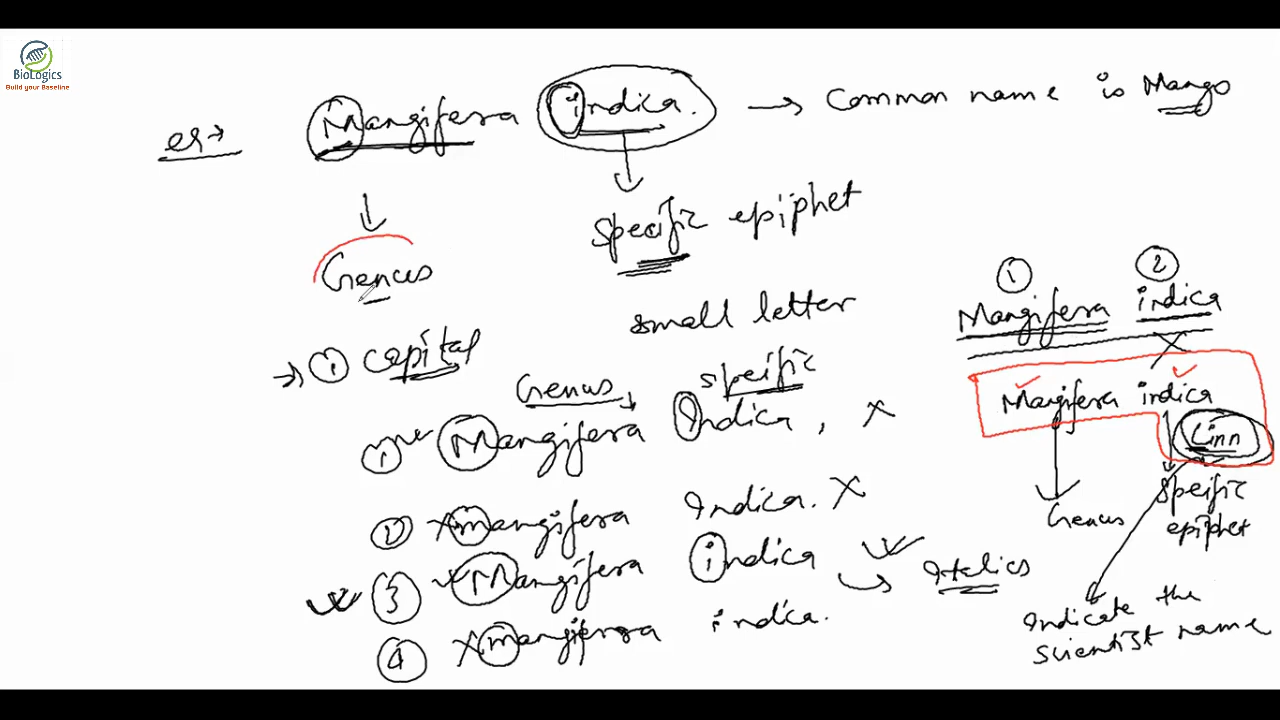 BioLogics
Build your Baseline
ex → Mangifera indica. → Common name is Mango
Genus
Specific epiphet
small letter
→ 1 capital
Genus specific
1 Mangifera Indica, X
2 X mangifera Indica. X
3 Mangifera indica → Italics
4 X mangifera indica.
1 2
Mangifera indica
X
Mangifera indica
Linn
Genus
Speific
epiphet
Indicate the
Scientist name